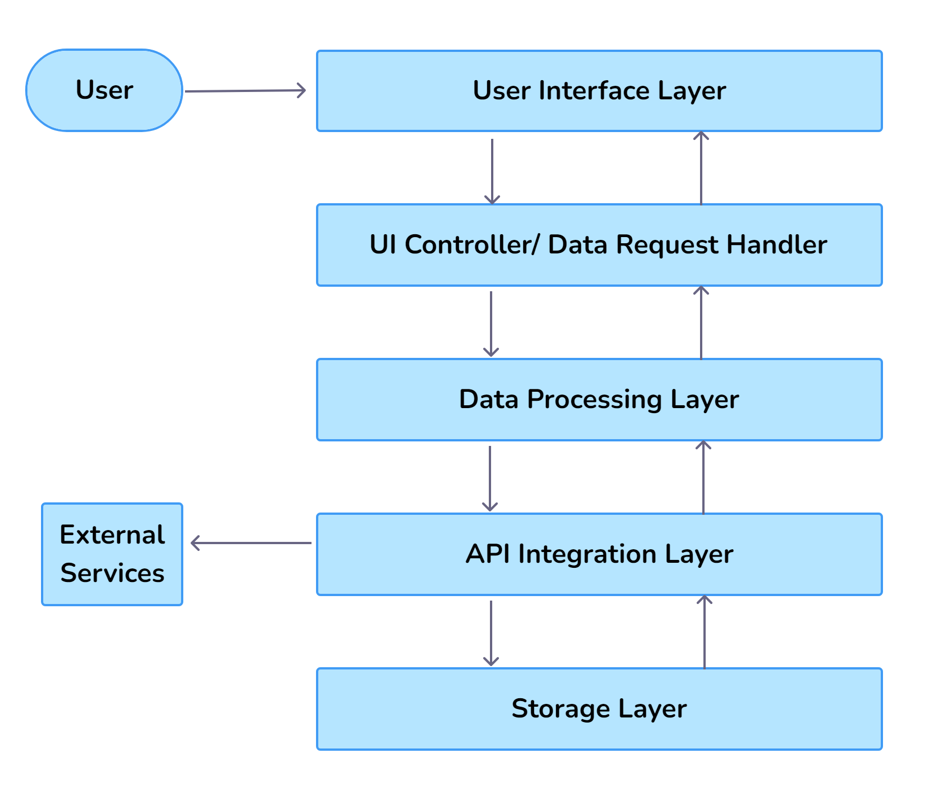 User
User Interface Layer
UI Controller/ Data Request Handler
Data Processing Layer
External
Services
API Integration Layer
Storage Layer